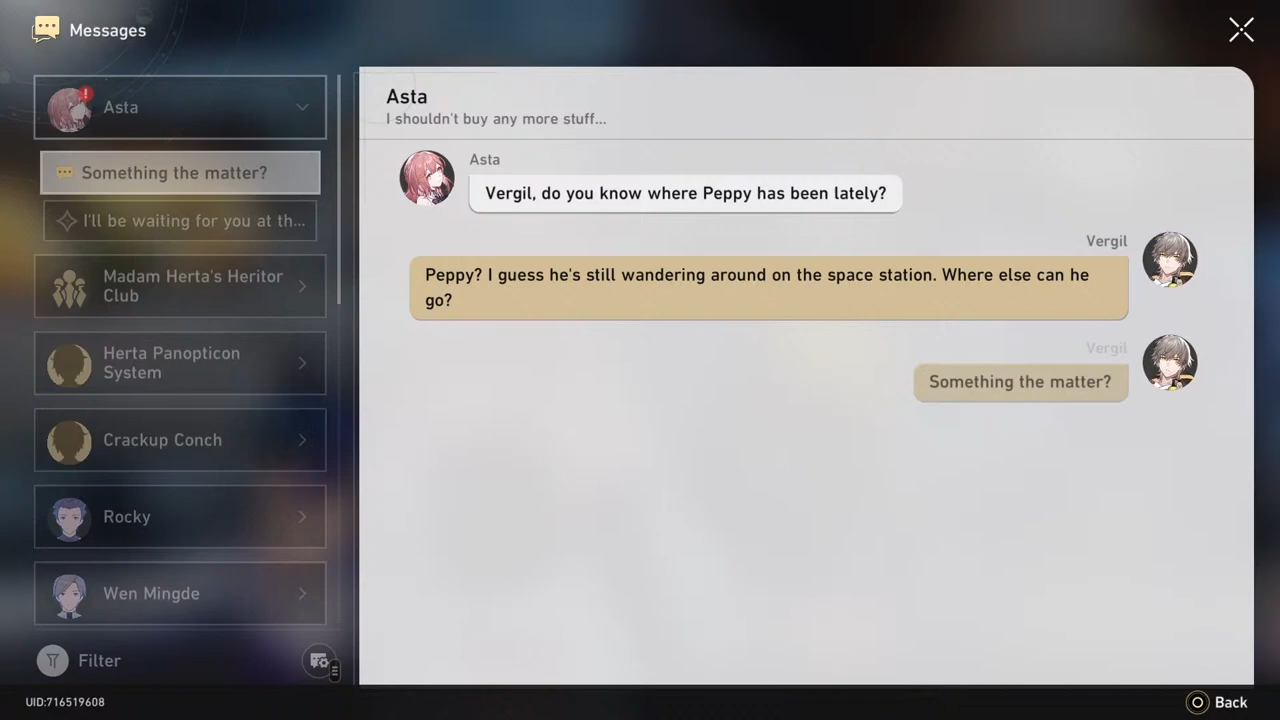 Messages
Asta
Something the matter?
I'll be waiting for you at th...
Madam Herta's Heritor
Club
Herta Panopticon
System
Crackup Conch
Rocky
Wen Mingde
Filter
Asta
I shouldn't buy any more stuff...
Asta
Vergil, do you know where Peppy has been lately?
Vergil
Peppy? I guess he's still wandering around on the space station. Where else can he
go?
Vergil
Something the matter?
UID:716519608
Back